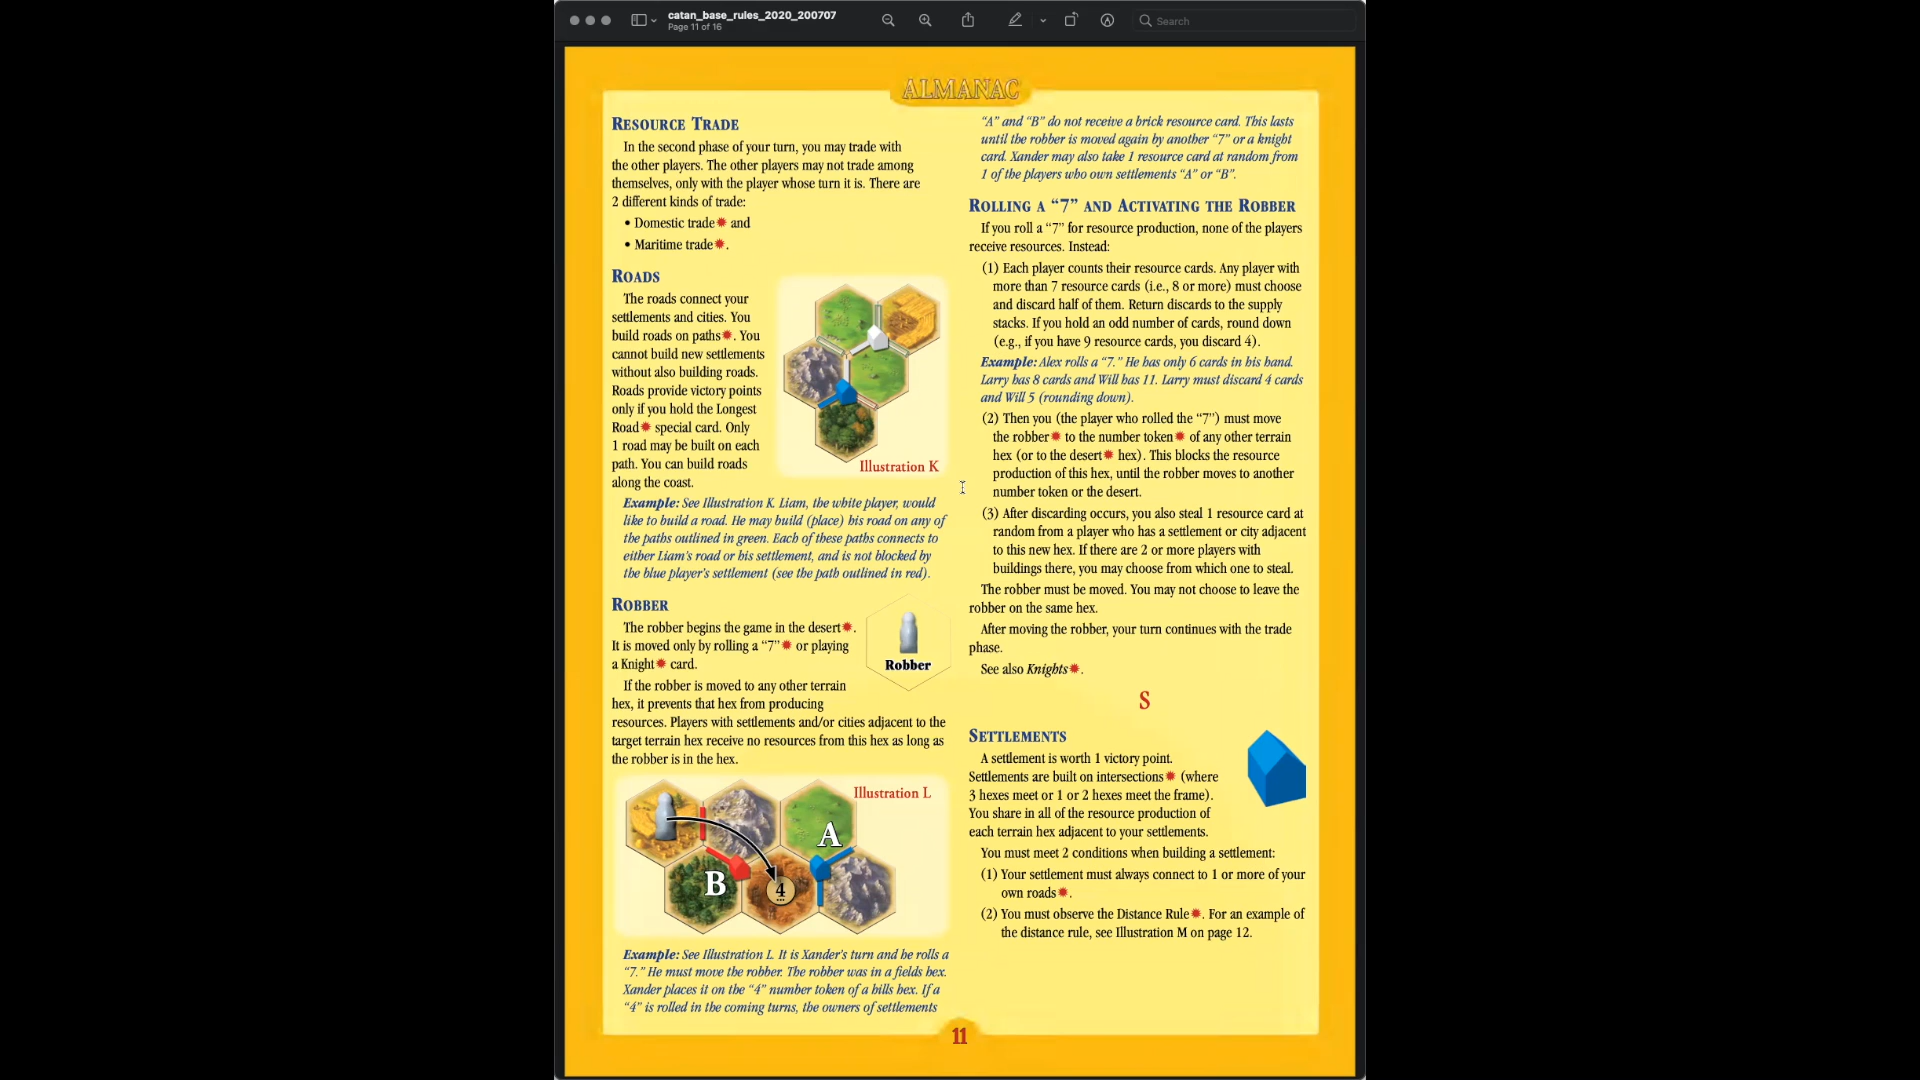 catan_base_rules_2020_200707
Page 11 of 16
Search
ALMANAC
RESOURCE TRADE
In the second phase of your turn, you may trade with
the other players. The other players may not trade among
themselves, only with the player whose turn it is. There are
2 different kinds of trade:
• Domestic trade and
• Maritime trade.
ROADS
The roads connect your
settlements and cities. You
build roads on paths. You
cannot build new settlements
without also building roads.
Roads provide victory points
only if you hold the Longest
Road special card. Only
1 road may be built on each
path. You can build roads
along the coast.
Illustration K
Example: See Illustration K. Liam, the white player, would
like to build a road. He may build (place) his road on any of
the paths outlined in green. Each of these paths connects to
either Liam's road or his settlement, and is not blocked by
the blue player's settlement (see the path outlined in red).
ROBBER
The robber begins the game in the desert.
It is moved only by rolling a “7” or playing
a Knight card.
Robber
If the robber is moved to any other terrain
hex, it prevents that hex from producing
resources. Players with settlements and/or cities adjacent to the
target terrain hex receive no resources from this hex as long as
the robber is in the hex.
Illustration L
A
B
4
Example: See Illustration L. It is Xander's turn and he rolls a
“7.” He must move the robber. The robber was in a fields hex.
Xander places it on the “4” number token of a hills hex. If a
“4” is rolled in the coming turns, the owners of settlements
“A” and “B” do not receive a brick resource card. This lasts
until the robber is moved again by another “7” or a knight
card. Xander may also take 1 resource card at random from
1 of the players who own settlements “A” or “B”.
ROLLING A “7” AND ACTIVATING THE ROBBER
If you roll a “7” for resource production, none of the players
receive resources. Instead:
(1) Each player counts their resource cards. Any player with
more than 7 resource cards (i.e., 8 or more) must choose
and discard half of them. Return discards to the supply
stacks. If you hold an odd number of cards, round down
(e.g., if you have 9 resource cards, you discard 4).
Example: Alex rolls a “7.” He has only 6 cards in his hand.
Larry has 8 cards and Will has 11. Larry must discard 4 cards
and Will 5 (rounding down).
(2) Then you (the player who rolled the “7”) must move
the robber to the number token of any other terrain
hex (or to the desert hex). This blocks the resource
production of this hex, until the robber moves to another
number token or the desert.
(3) After discarding occurs, you also steal 1 resource card at
random from a player who has a settlement or city adjacent
to this new hex. If there are 2 or more players with
buildings there, you may choose from which one to steal.
The robber must be moved. You may not choose to leave the
robber on the same hex.
After moving the robber, your turn continues with the trade
phase.
See also Knights.
S
SETTLEMENTS
A settlement is worth 1 victory point.
Settlements are built on intersections (where
3 hexes meet or 1 or 2 hexes meet the frame).
You share in all of the resource production of
each terrain hex adjacent to your settlements.
You must meet 2 conditions when building a settlement:
(1) Your settlement must always connect to 1 or more of your
own roads.
(2) You must observe the Distance Rule. For an example of
the distance rule, see Illustration M on page 12.
11